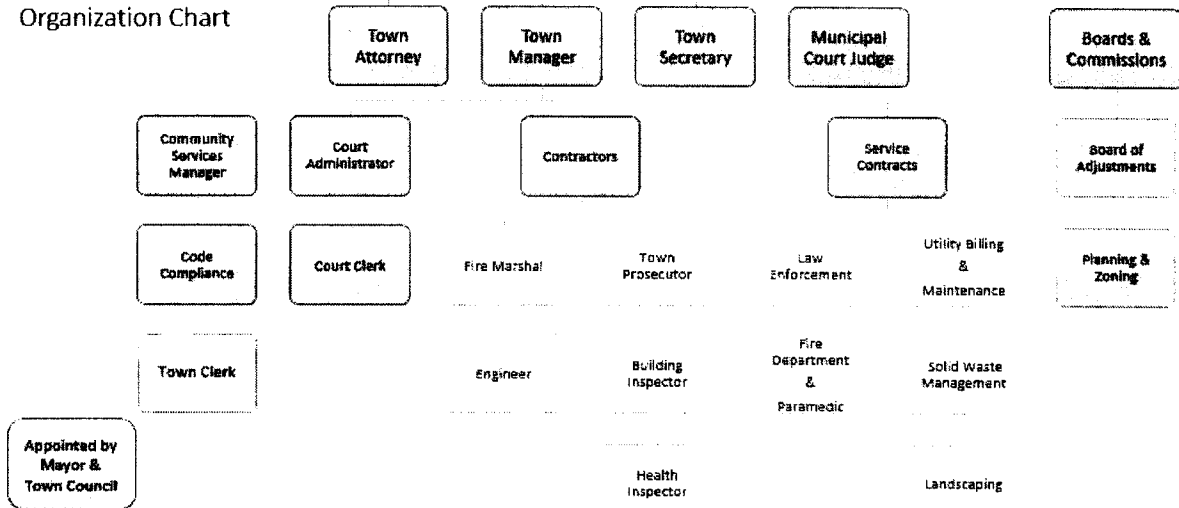 Organization Chart
Town
Attorney
Town
Manager
Town
Secretary
Municipal
Court Judge
Boards &
Commissions
Community
Services
Manager
Court
Administrator
Contractors
Service
Contracts
Board of
Adjustments
Code
Compliance
Court Clerk
Fire Marshal
Town
Prosecutor
Law
Enforcement
Utility Billing
&
Maintenance
Planning &
Zoning
Town Clerk
Engineer
Building
Inspector
Fire
Department
&
Paramedic
Solid Waste
Management
Appointed by
Mayor &
Town Council
Health
Inspector
Landscaping